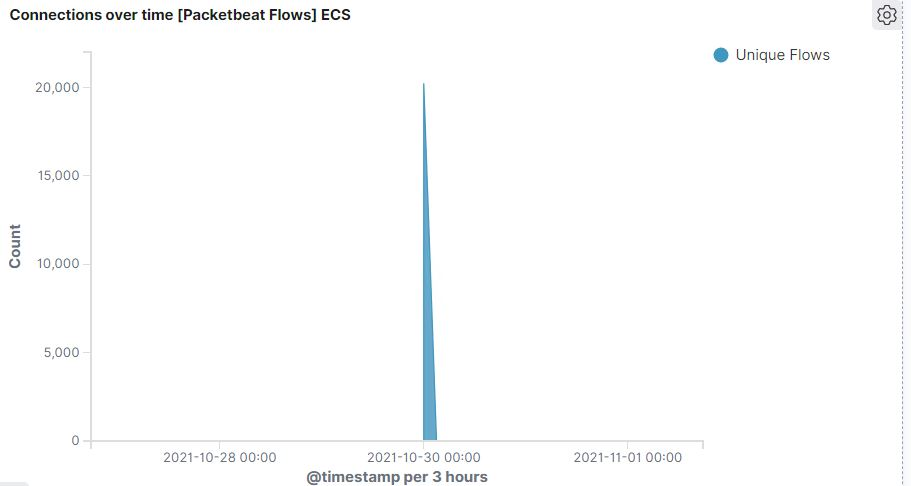 Connections over time [Packetbeat Flows] ECS
Unique Flows
20,000
15,000
10,000
5,000
0
Count
2021-10-28 00:00 2021-10-30 00:00 2021-11-01 00:00
@timestamp per 3 hours